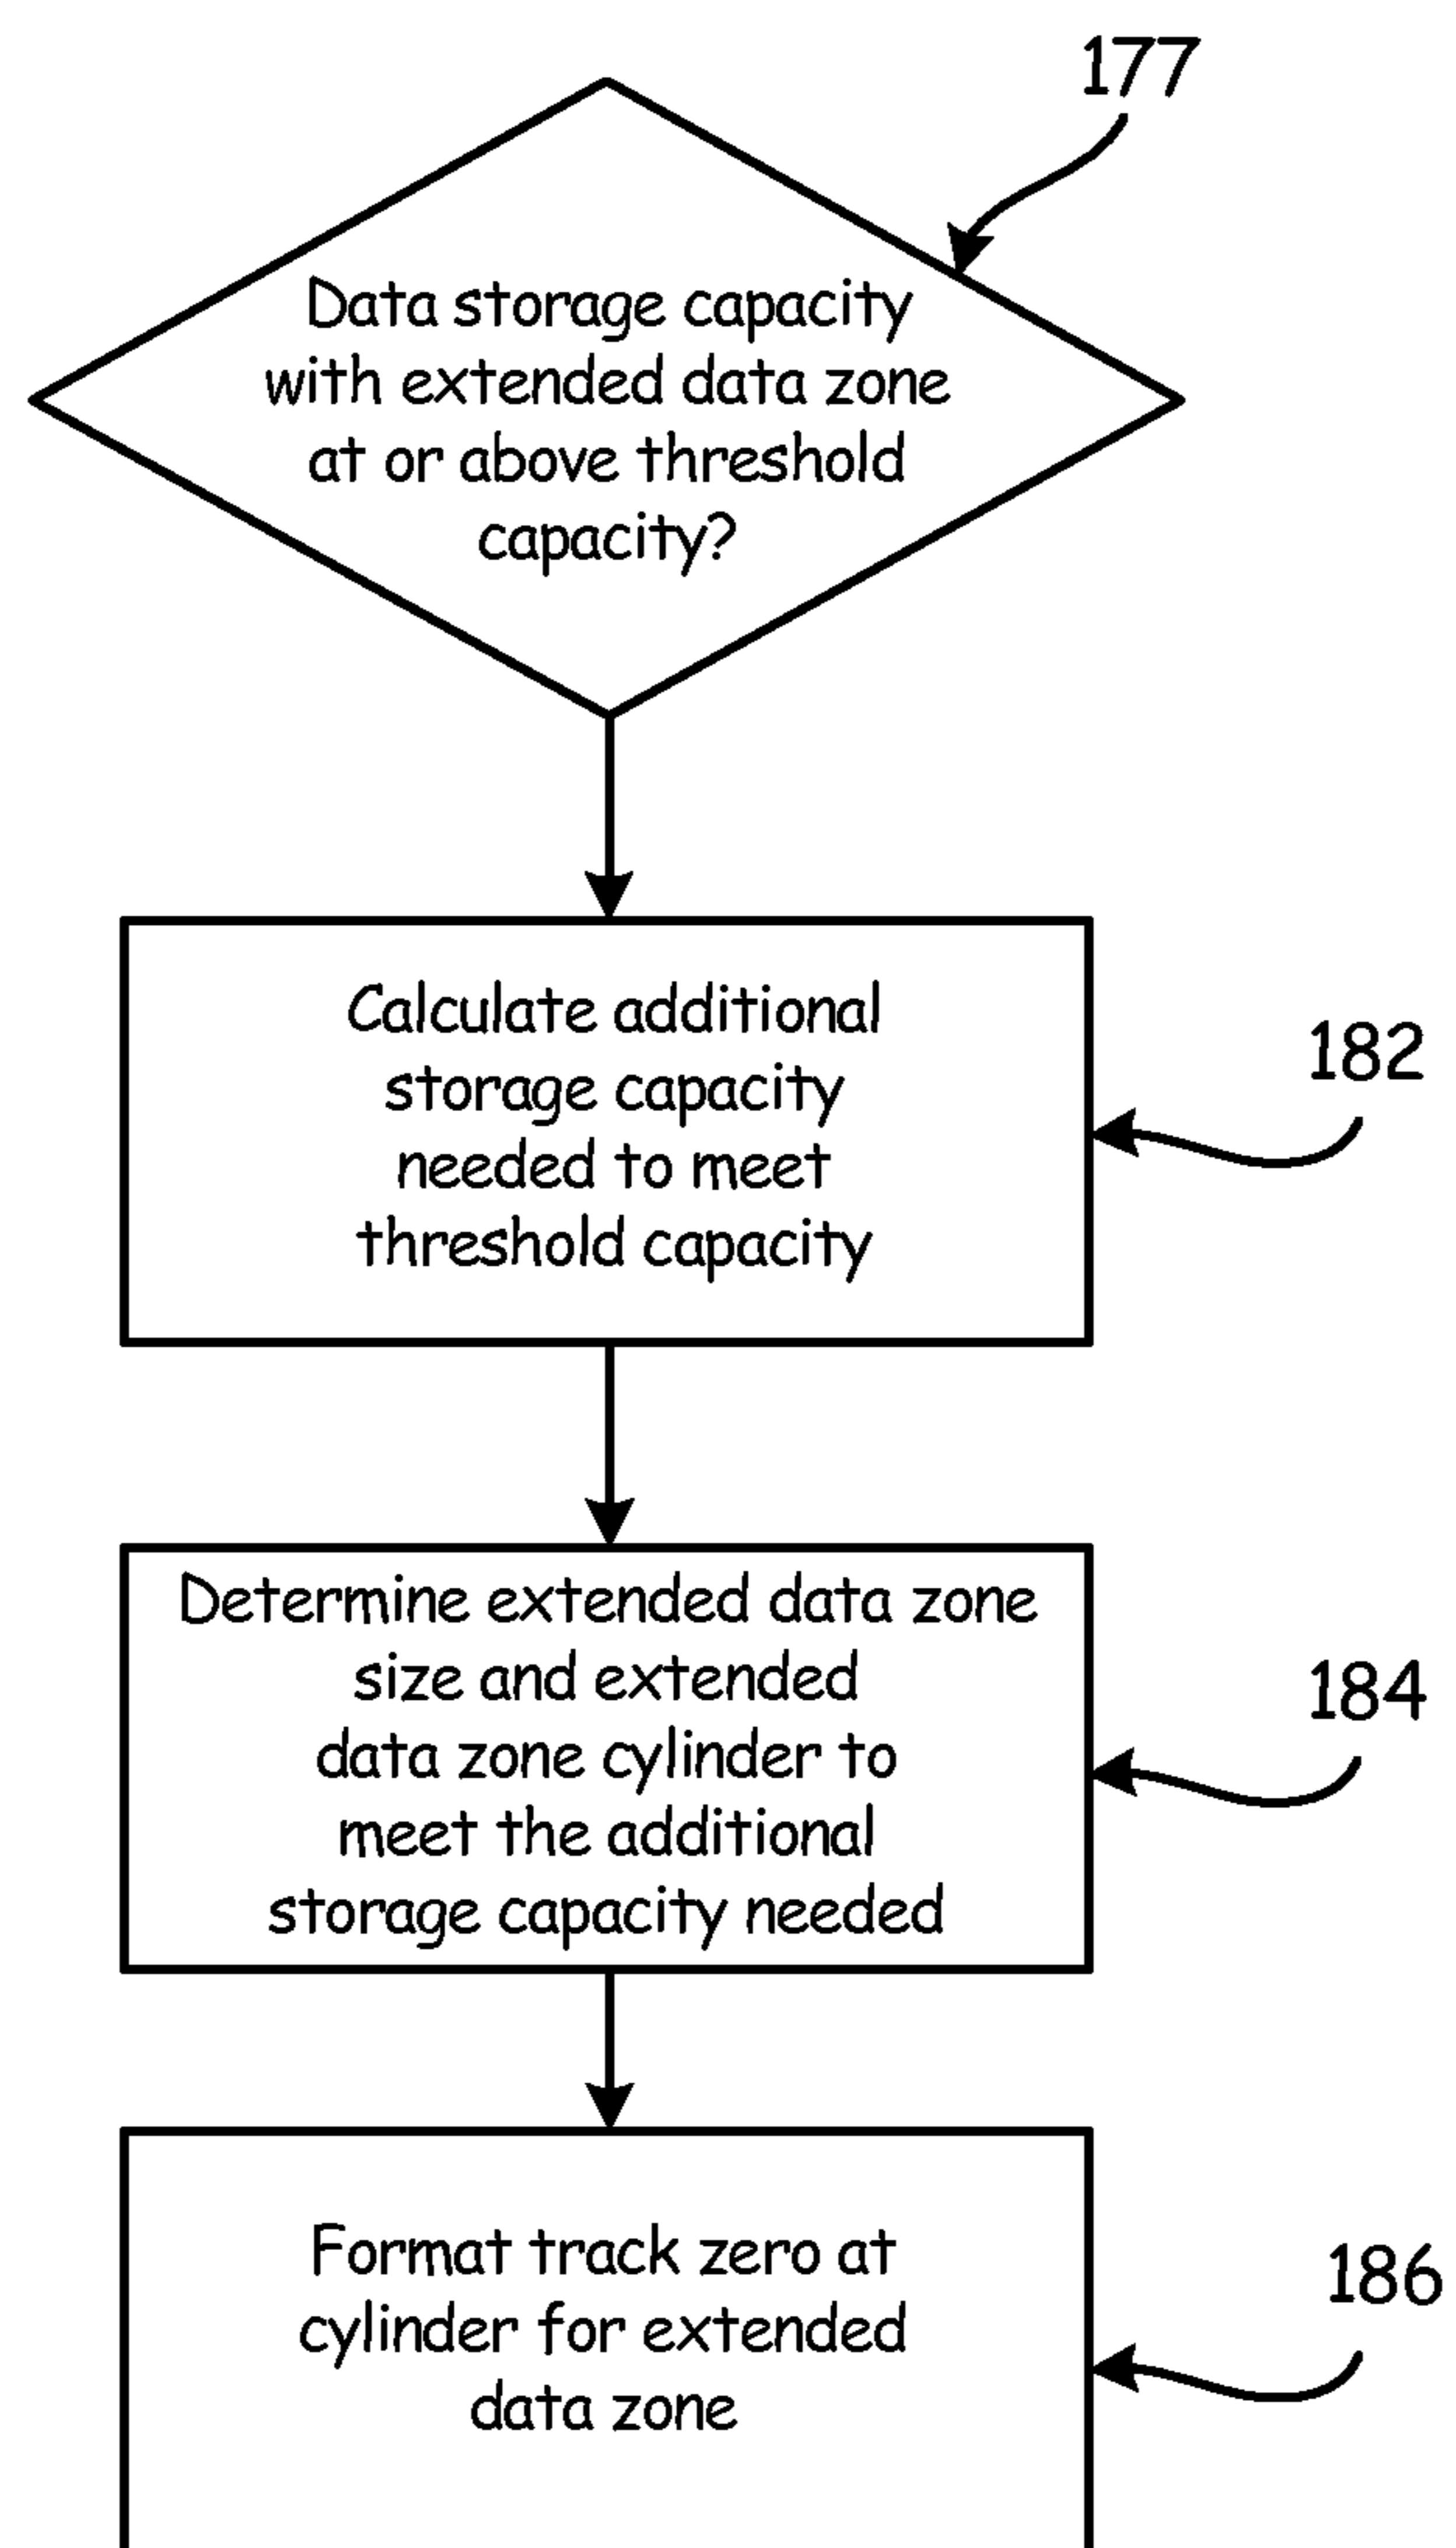 177
Data storage capacity
with extended data zone
at or above threshold
capacity?
Calculate additional
storage capacity
needed to meet
threshold capacity
182
Determine extended data zone
size and extended
data zone cylinder to
meet the additional
storage capacity needed
184
Format track zero at
cylinder for extended
data zone
186